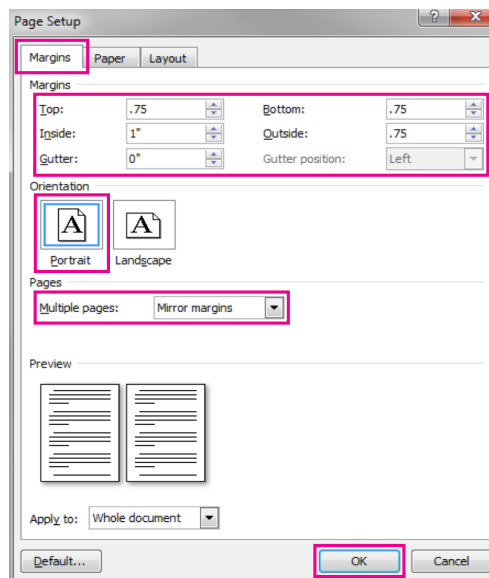 Page Setup
?
Margins Paper Layout
Margins
Top: .75 Bottom: .75
Inside: 1" Outside: .75
Gutter: 0" Gutter position: Left
Orientation
A A
Portrait Landscape
Pages
Multiple pages: Mirror margins
Preview
Apply to: Whole document
Default... OK Cancel